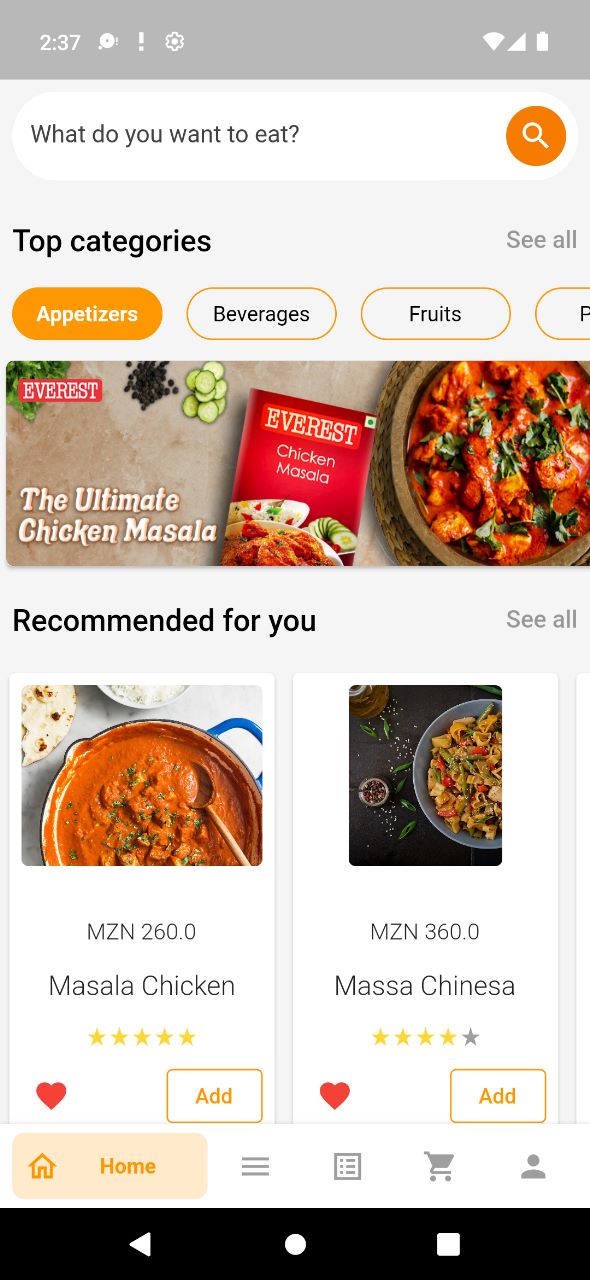 2:37
What do you want to eat?
Top categories
See all
Appetizers
Beverages
Fruits
EVEREST
EVEREST
Chicken
Masala
The Ultimate
Chicken Masala
Recommended for you
See all
MZN 260.0
MZN 360.0
Masala Chicken
Massa Chinesa
Add
Add
Home